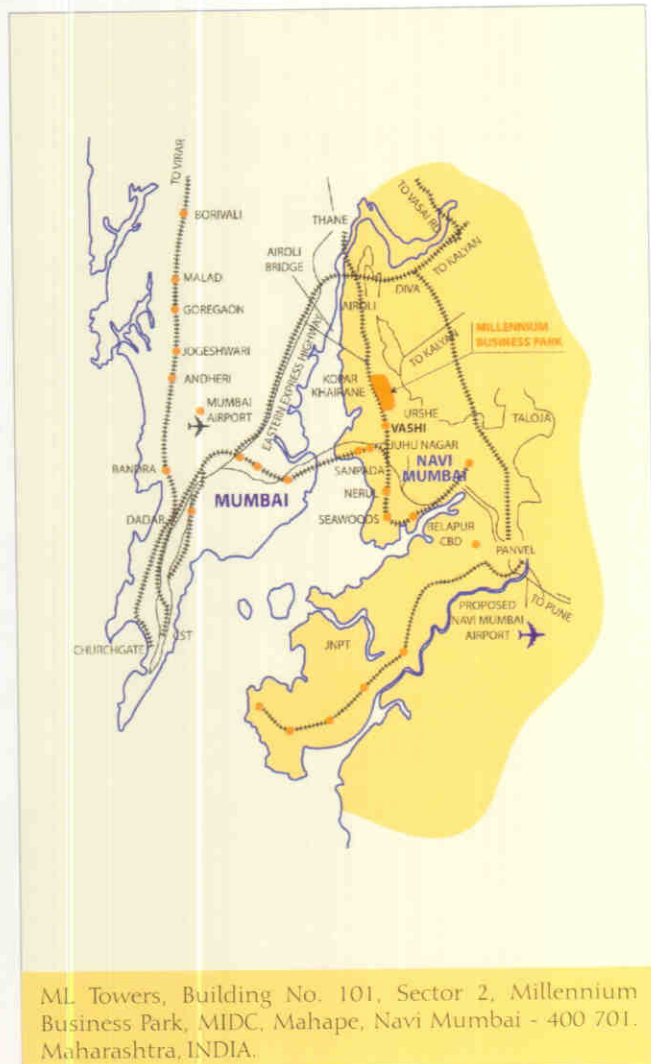 TO VIRAR
BORIVALI
MALAD
GOREGAON
JOGESHWARI
ANDHERI
MUMBAI
AIRPORT
BANDRA
DADAR
CHURCHGATE
CST
MUMBAI
EASTERN EXPRESS HIGHWAY
THANE
AIROLI
BRIDGE
AIROLI
DIVA
TO VASAI RD
TO KALYAN
TO KALYAN
MILLENNIUM
BUSINESS PARK
KOPAR
KHAIRANE
URSHE
TALOJA
VASHI
JUHU NAGAR
SANPADA
NAVI
MUMBAI
NERUL
SEAWOODS
BELAPUR
CBD
PANVEL
TO PUNE
PROPOSED
NAVI MUMBAI
AIRPORT
JNPT
ML Towers, Building No. 101, Sector 2, Millennium
Business Park, MIDC, Mahape, Navi Mumbai - 400 701.
Maharashtra, INDIA.